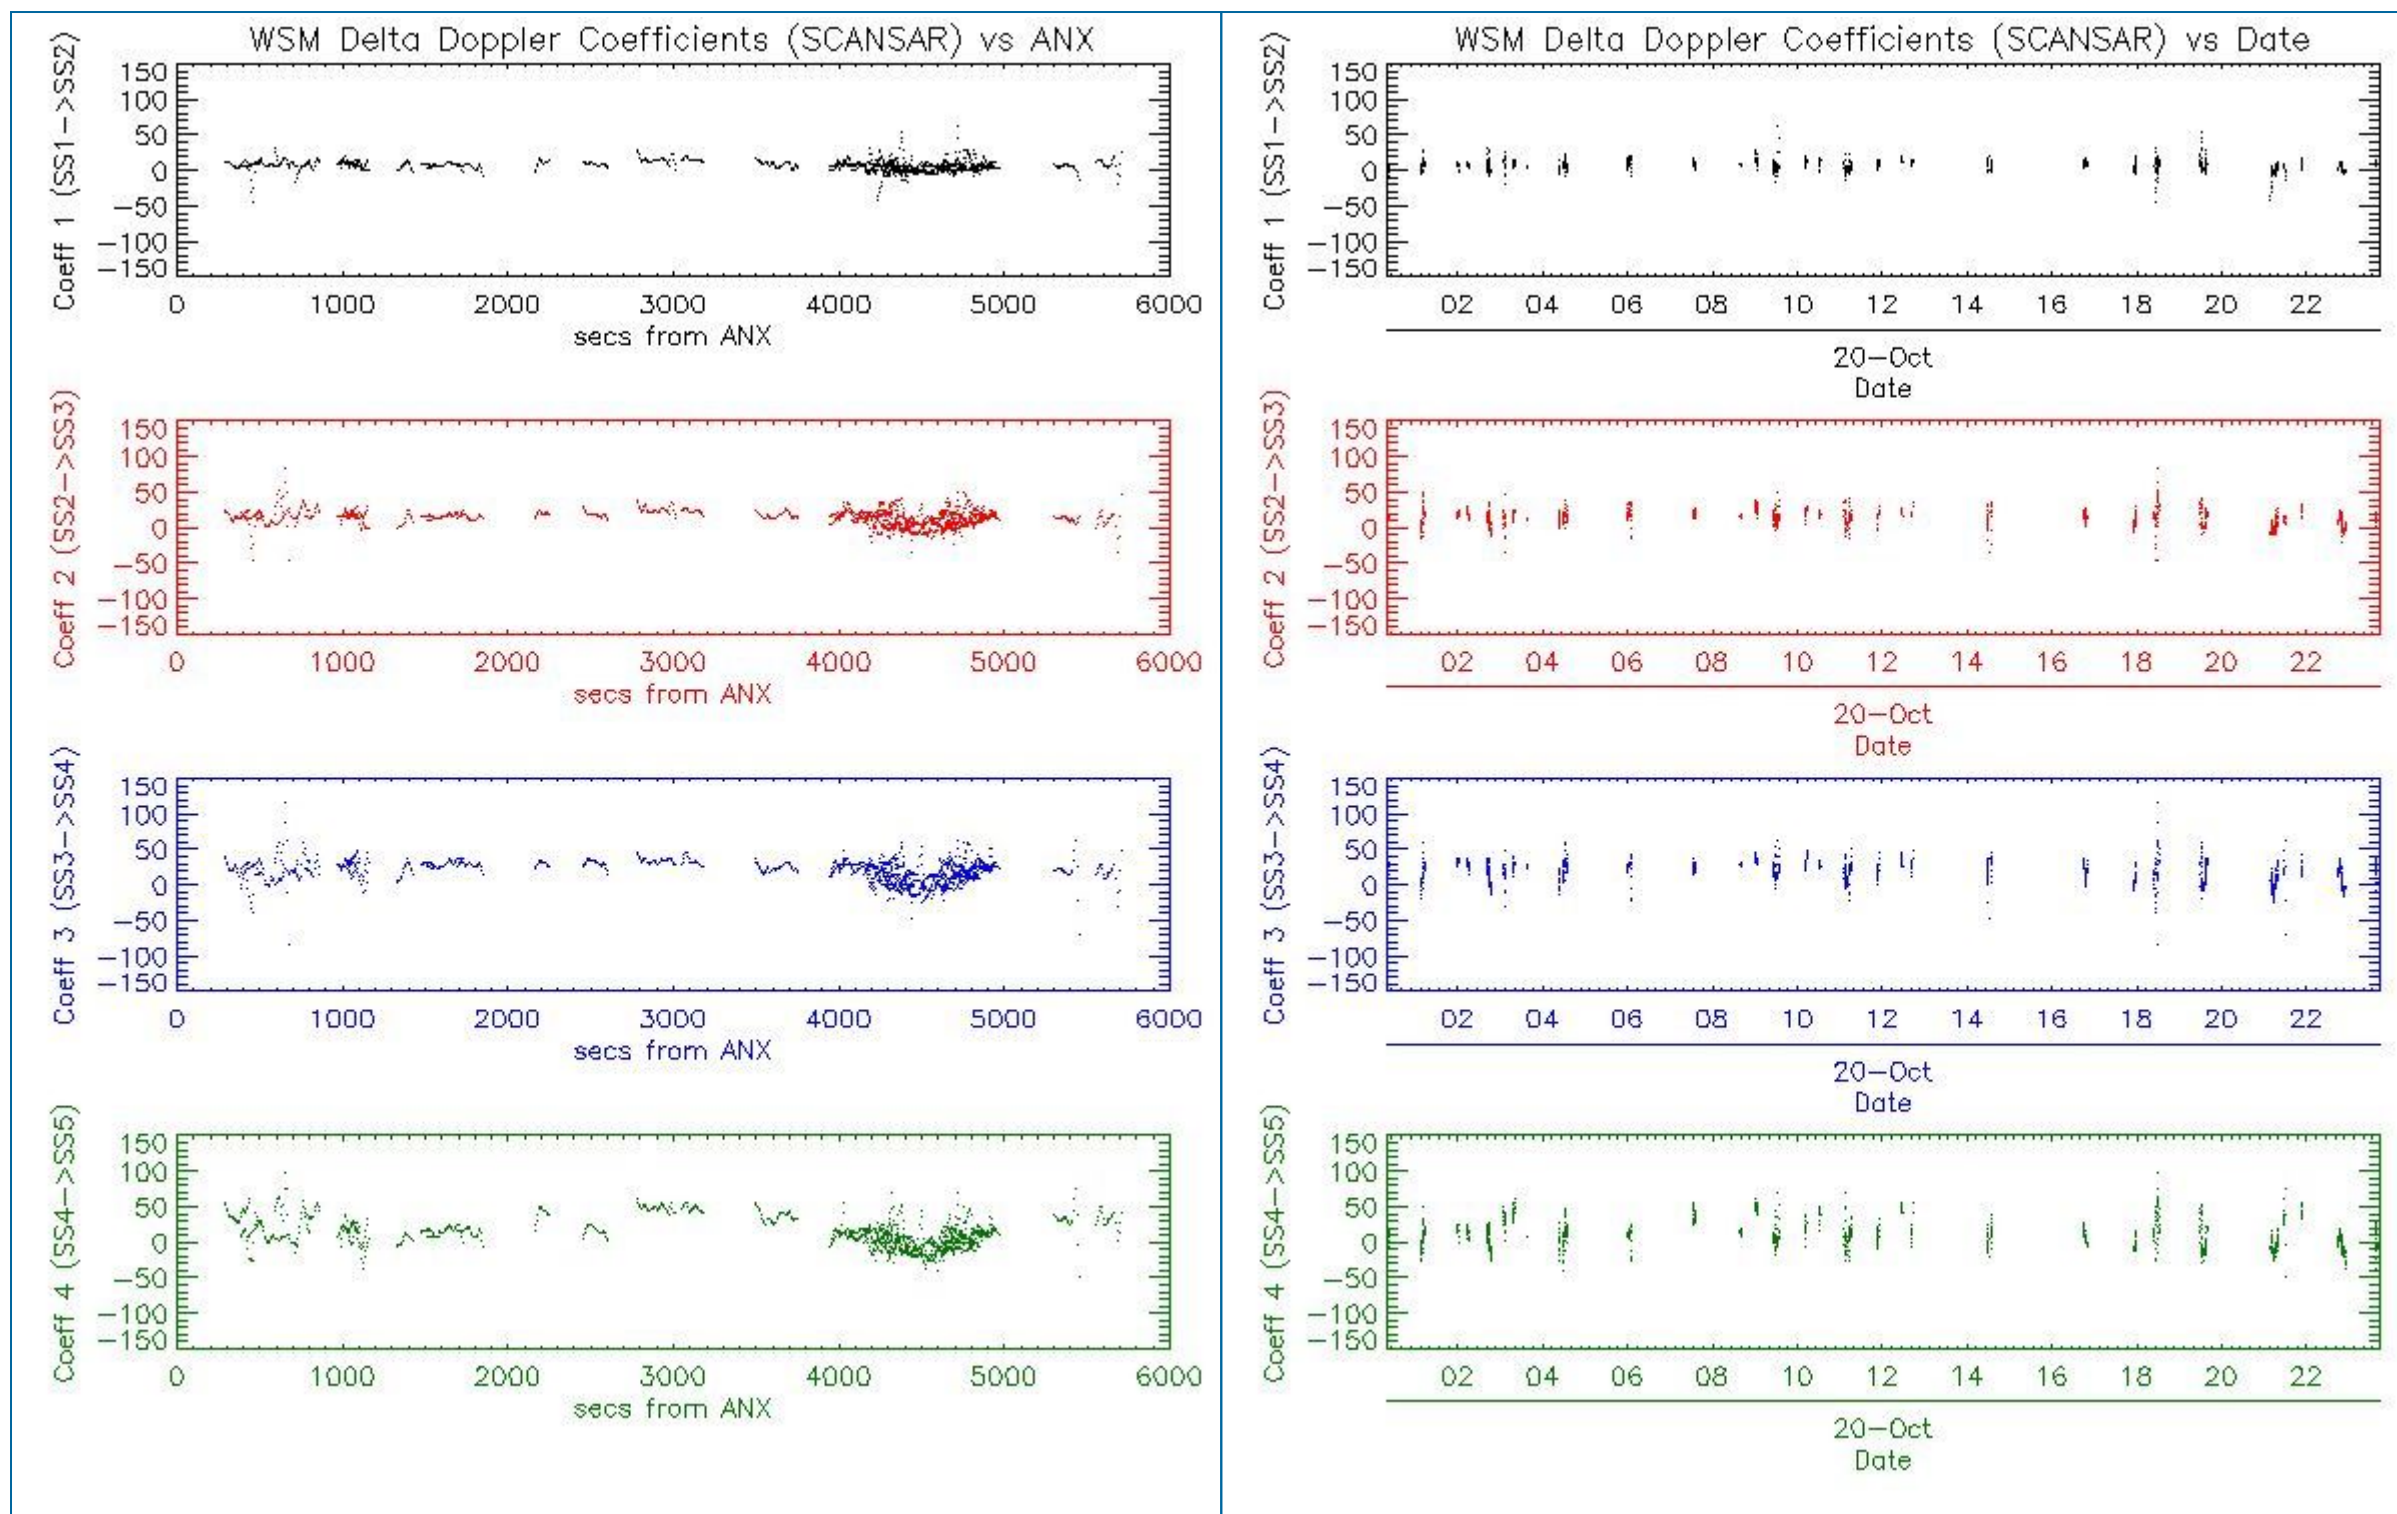 WSM Delta Doppler Coefficients (SCANSAR) vs ANX
Coeff 1 (SS1->SS2)
150
100
50
0
-50
-100
-150
0 1000 2000 3000 4000 5000 6000
secs from ANX
Coeff 2 (SS2->SS3)
150
100
50
0
-50
-100
-150
0 1000 2000 3000 4000 5000 6000
secs from ANX
Coeff 3 (SS3->SS4)
150
100
50
0
-50
-100
-150
0 1000 2000 3000 4000 5000 6000
secs from ANX
Coeff 4 (SS4->SS5)
150
100
50
0
-50
-100
-150
0 1000 2000 3000 4000 5000 6000
secs from ANX
WSM Delta Doppler Coefficients (SCANSAR) vs Date
Coeff 1 (SS1->SS2)
150
100
50
0
-50
-100
-150
02 04 06 08 10 12 14 16 18 20 22
20-Oct
Date
Coeff 2 (SS2->SS3)
150
100
50
0
-50
-100
-150
02 04 06 08 10 12 14 16 18 20 22
20-Oct
Date
Coeff 3 (SS3->SS4)
150
100
50
0
-50
-100
-150
02 04 06 08 10 12 14 16 18 20 22
20-Oct
Date
Coeff 4 (SS4->SS5)
150
100
50
0
-50
-100
-150
02 04 06 08 10 12 14 16 18 20 22
20-Oct
Date